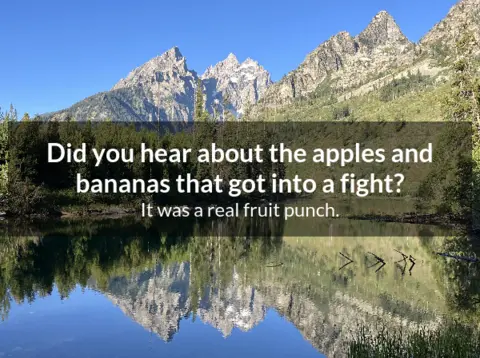 Did you hear about the apples and
bananas that got into a fight?
It was a real fruit punch.